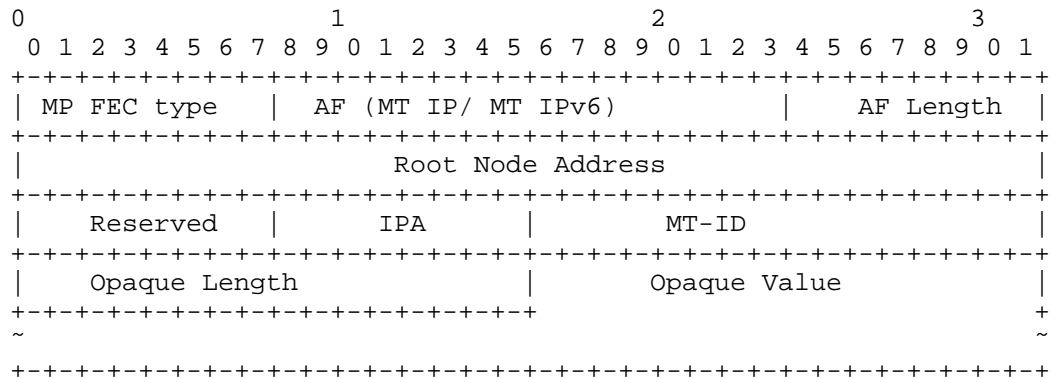 0                   1                   2                   3
 0 1 2 3 4 5 6 7 8 9 0 1 2 3 4 5 6 7 8 9 0 1 2 3 4 5 6 7 8 9 0 1
+-+-+-+-+-+-+-+-+-+-+-+-+-+-+-+-+-+-+-+-+-+-+-+-+-+-+-+-+-+-+-+-+
| MP FEC type   |  AF (MT IP/ MT IPv6)          |    AF Length  |
+-+-+-+-+-+-+-+-+-+-+-+-+-+-+-+-+-+-+-+-+-+-+-+-+-+-+-+-+-+-+-+-+
|                       Root Node Address                       |
+-+-+-+-+-+-+-+-+-+-+-+-+-+-+-+-+-+-+-+-+-+-+-+-+-+-+-+-+-+-+-+-+
|    Reserved   |      IPA      |        MT-ID                  |
+-+-+-+-+-+-+-+-+-+-+-+-+-+-+-+-+-+-+-+-+-+-+-+-+-+-+-+-+-+-+-+-+
|    Opaque Length              |       Opaque Value            |
+-+-+-+-+-+-+-+-+-+-+-+-+-+-+-+-+                               +
~                                                               ~
+-+-+-+-+-+-+-+-+-+-+-+-+-+-+-+-+-+-+-+-+-+-+-+-+-+-+-+-+-+-+-+-+